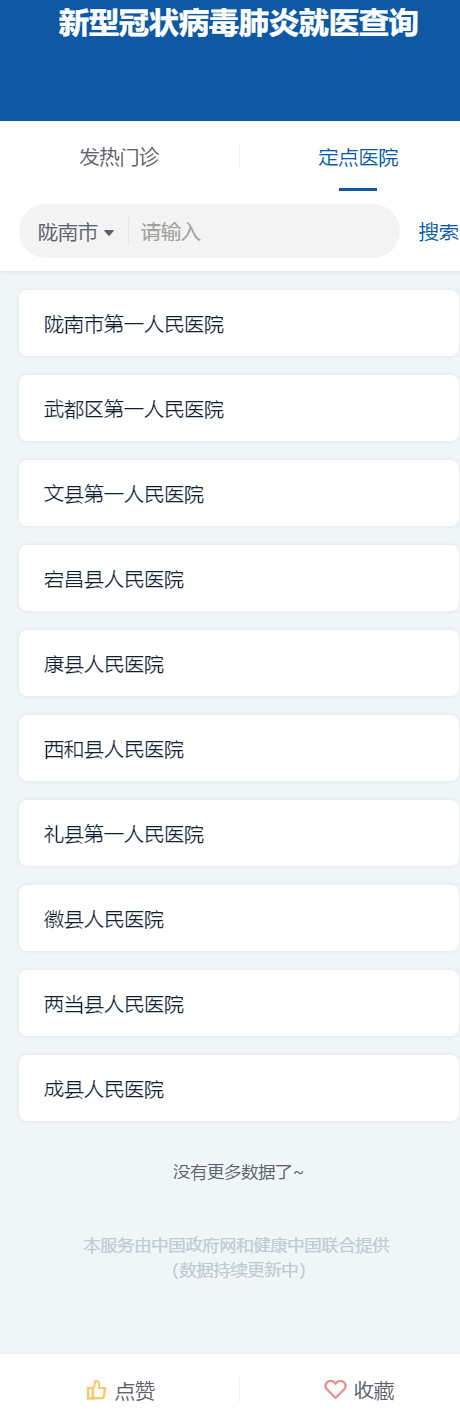 新型冠状病毒肺炎就医查询
发热门诊 定点医院
陇南市 请输入 搜索
陇南市第一人民医院
武都区第一人民医院
文县第一人民医院
宕昌县人民医院
康县人民医院
西和县人民医院
礼县第一人民医院
徽县人民医院
两当县人民医院
成县人民医院
没有更多数据了~
本服务由中国政府网和健康中国联合提供
（数据持续更新中）
点赞 收藏